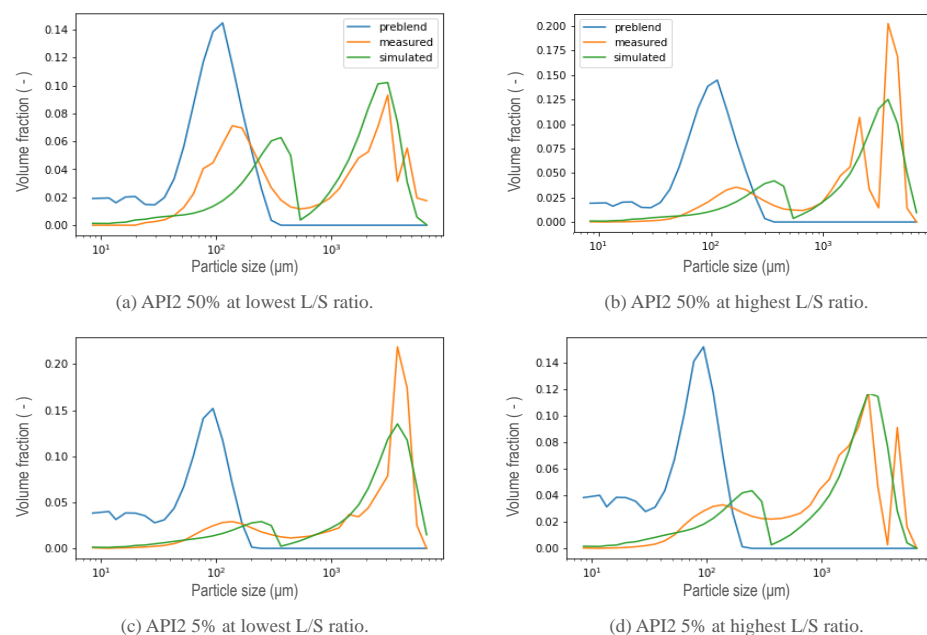 0.14
0.12
0.10
0.08
0.06
0.04
0.02
0.00
Volume fraction ( - )
preblend
measured
simulated
10¹
10²
10³
Particle size (µm)
(a) API2 50% at lowest L/S ratio.
0.200
0.175
0.150
0.125
0.100
0.075
0.050
0.025
0.000
Volume fraction ( - )
preblend
measured
simulated
10¹
10²
10³
Particle size (µm)
(b) API2 50% at highest L/S ratio.
0.20
0.15
0.10
0.05
0.00
Volume fraction ( - )
10¹
10²
10³
Particle size (µm)
(c) API2 5% at lowest L/S ratio.
0.14
0.12
0.10
0.08
0.06
0.04
0.02
0.00
Volume fraction ( - )
10¹
10²
10³
Particle size (µm)
(d) API2 5% at highest L/S ratio.